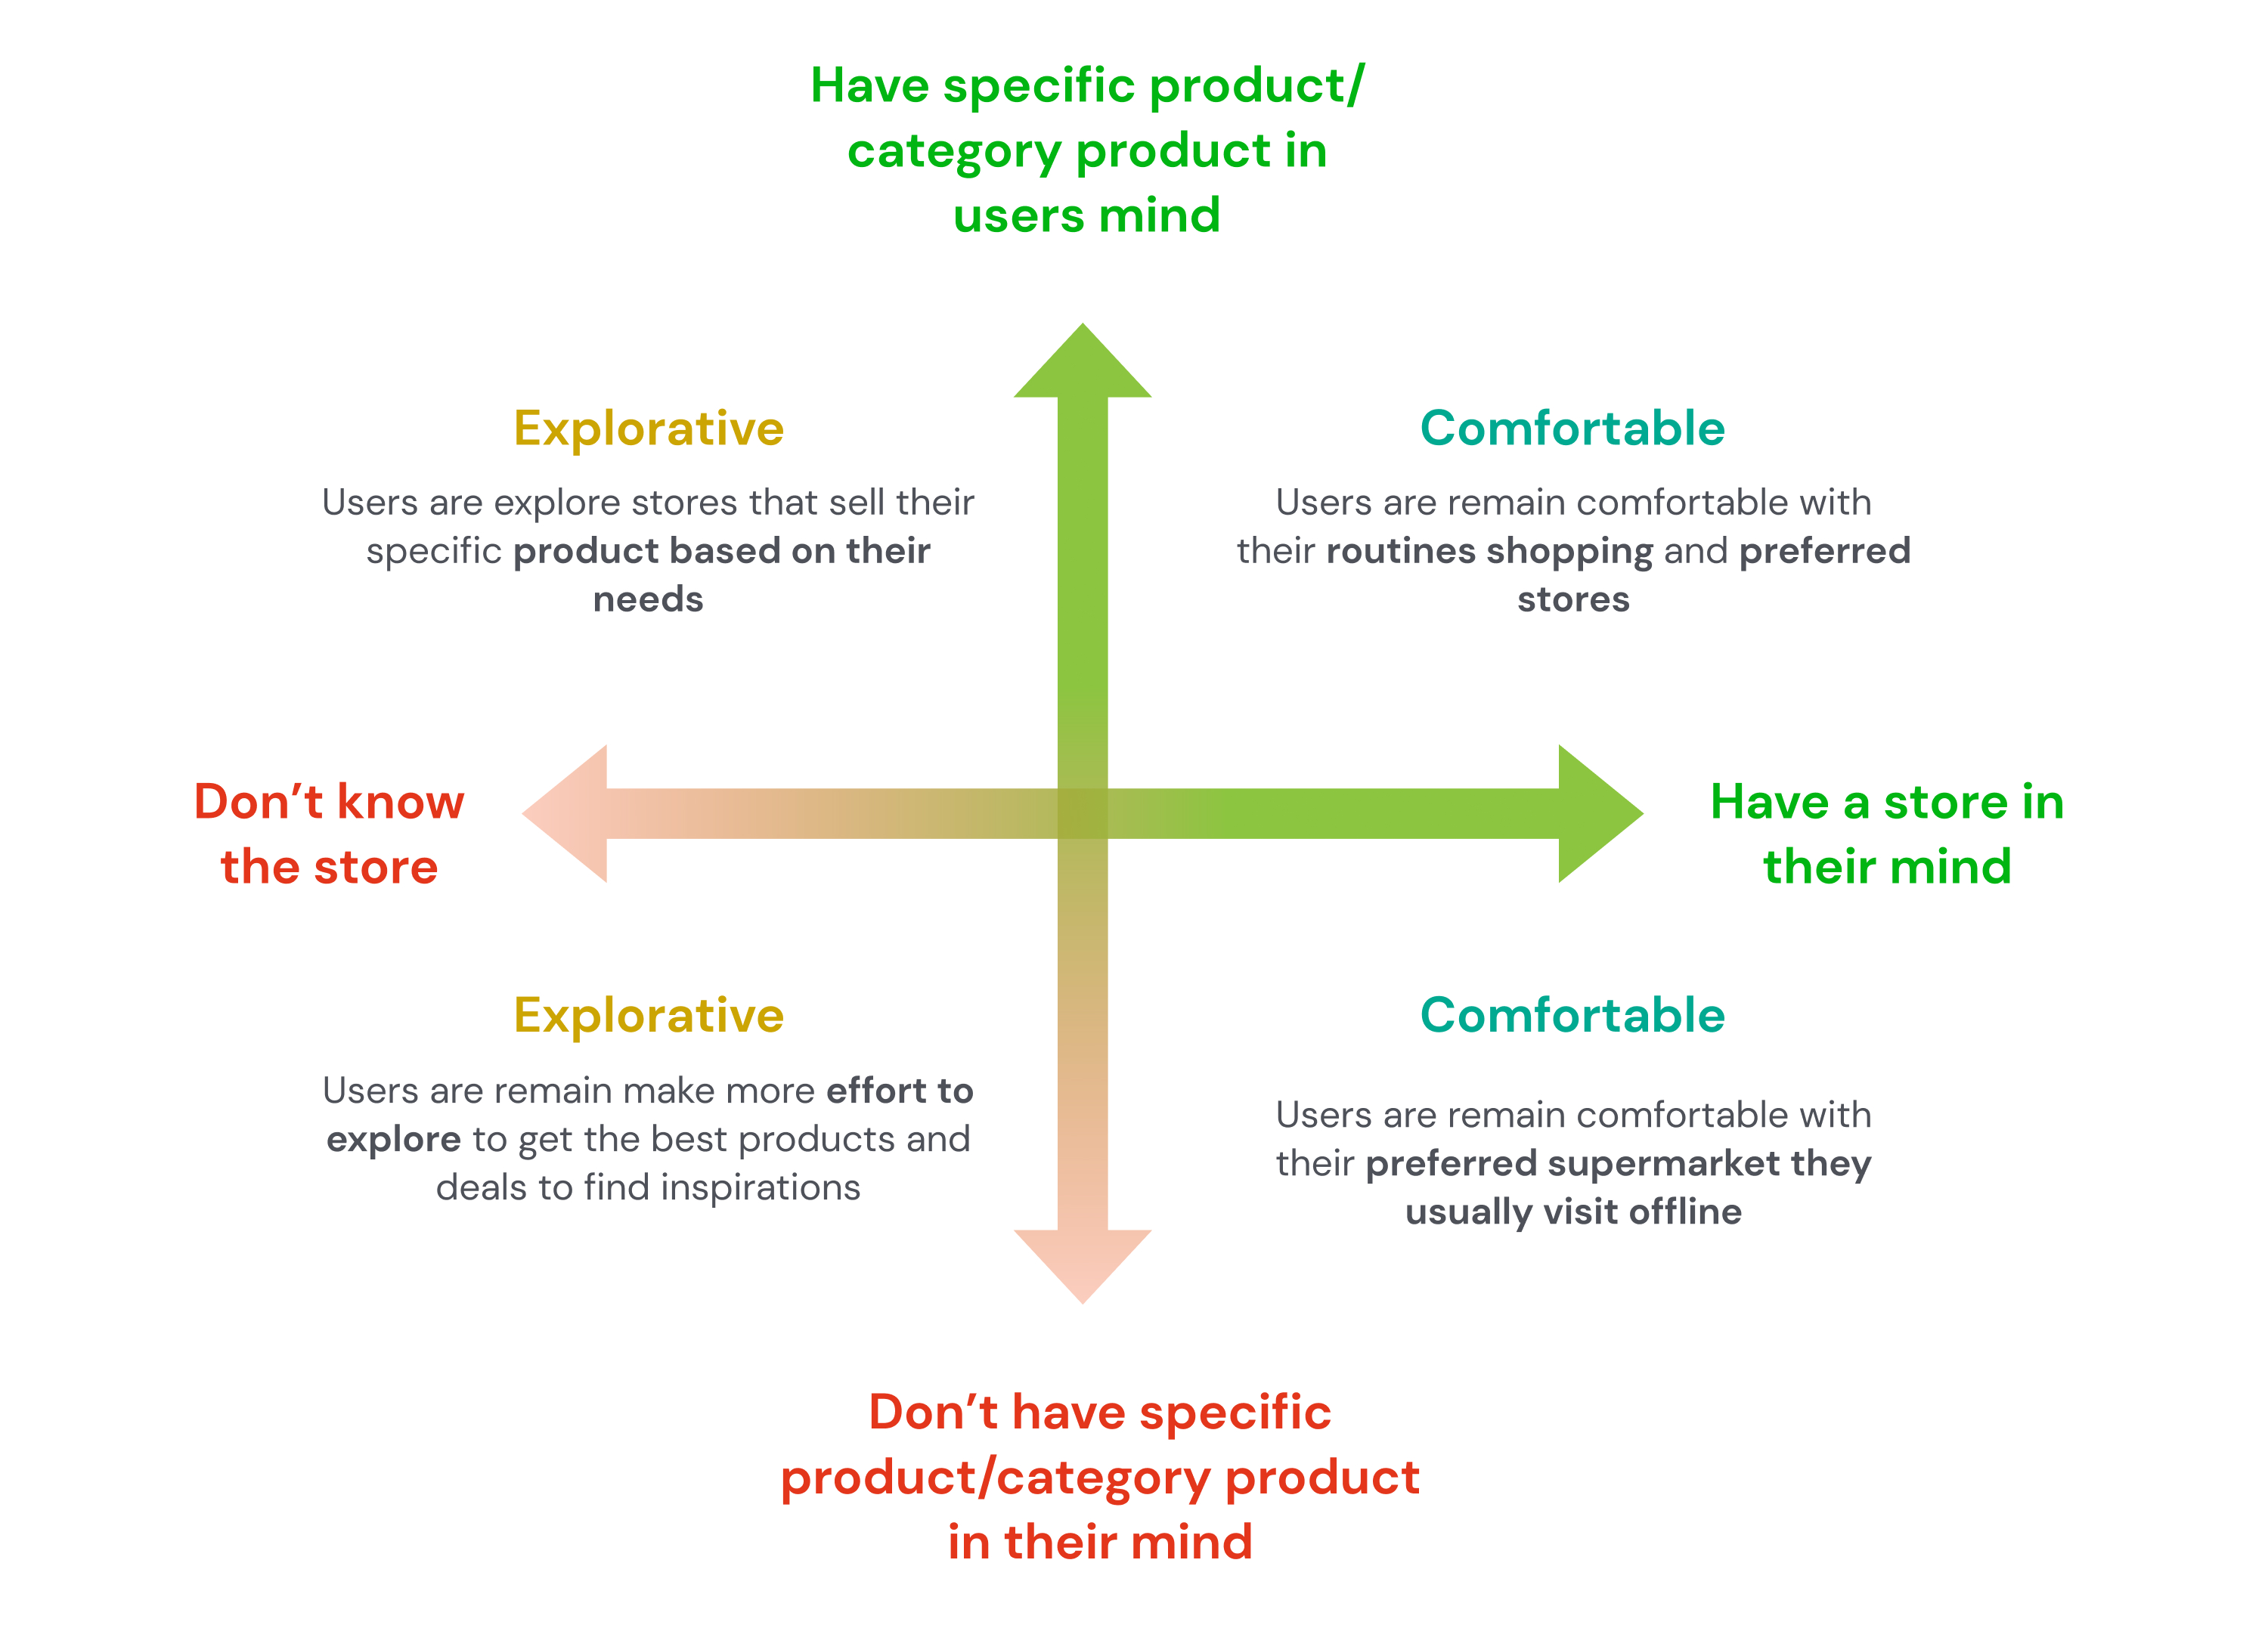 Have specific product/
category product in
users mind
Explorative
Users are explore stores that sell their
specific product based on their
needs
Comfortable
Users are remain comfortable with
their routines shopping and preferred
stores
Don’t know
the store
Have a store in
their mind
Explorative
Users are remain make more effort to
explore to get the best products and
deals to find inspirations
Comfortable
Users are remain comfortable with
their preferred supermarket they
usually visit offline
Don’t have specific
product/category product
in their mind